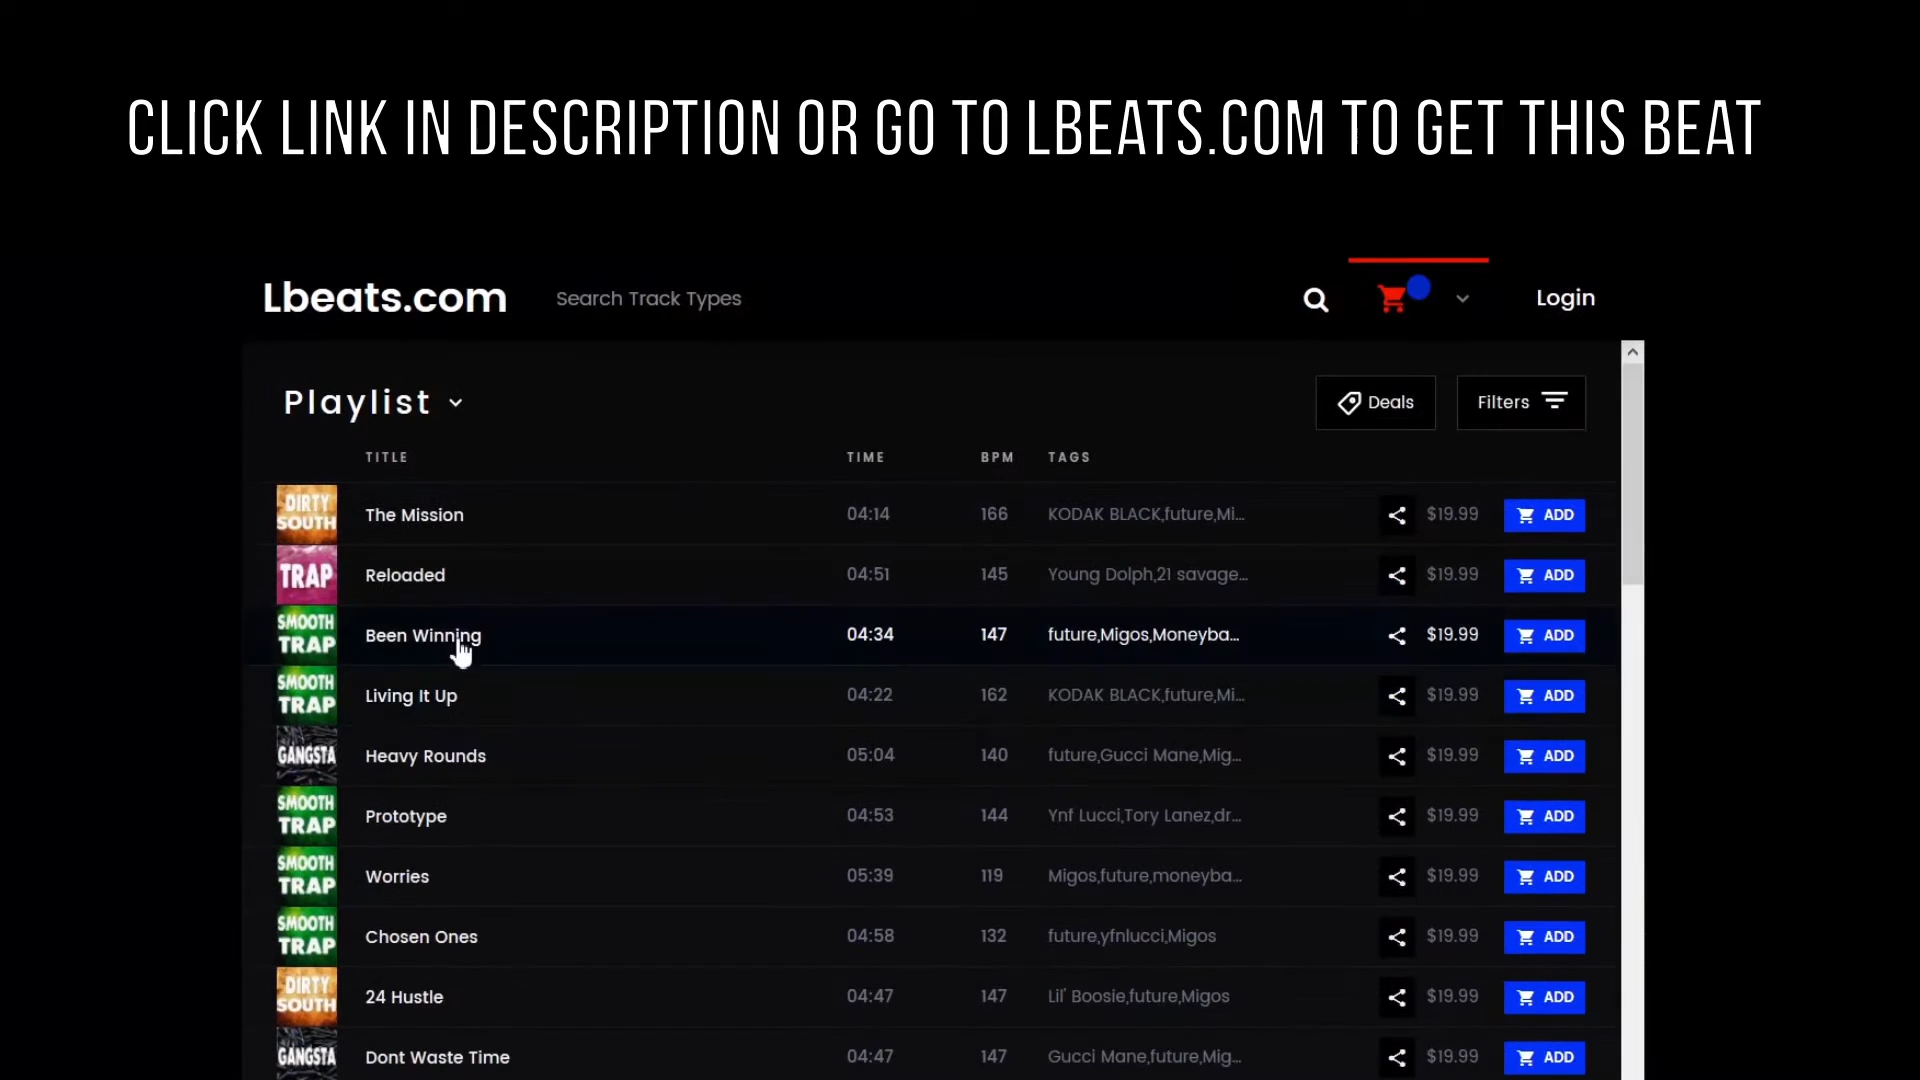 CLICK LINK IN DESCRIPTION OR GO TO LBEATS.COM TO GET THIS BEAT
Lbeats.com Search Track Types Login
Playlist Deals Filters
TITLE TIME BPM TAGS
DIRTY SOUTH The Mission 04:14 166 KODAK BLACK,future,Mi... $19.99 ADD
TRAP Reloaded 04:51 145 Young Dolph,21 savage... $19.99 ADD
SMOOTH TRAP Been Winning 04:34 147 future,Migos,Moneyba... $19.99 ADD
SMOOTH TRAP Living It Up 04:22 162 KODAK BLACK,future,Mi... $19.99 ADD
GANGSTA Heavy Rounds 05:04 140 future,Gucci Mane,Mig... $19.99 ADD
SMOOTH TRAP Prototype 04:53 144 Ynf Lucci,Tory Lanez,dr... $19.99 ADD
SMOOTH TRAP Worries 05:39 119 Migos,future,moneyba... $19.99 ADD
SMOOTH TRAP Chosen Ones 04:58 132 future,yfnlucci,Migos $19.99 ADD
DIRTY SOUTH 24 Hustle 04:47 147 Lil' Boosie,future,Migos $19.99 ADD
GANGSTA Dont Waste Time 04:47 147 Gucci Mane,future,Mig... $19.99 ADD